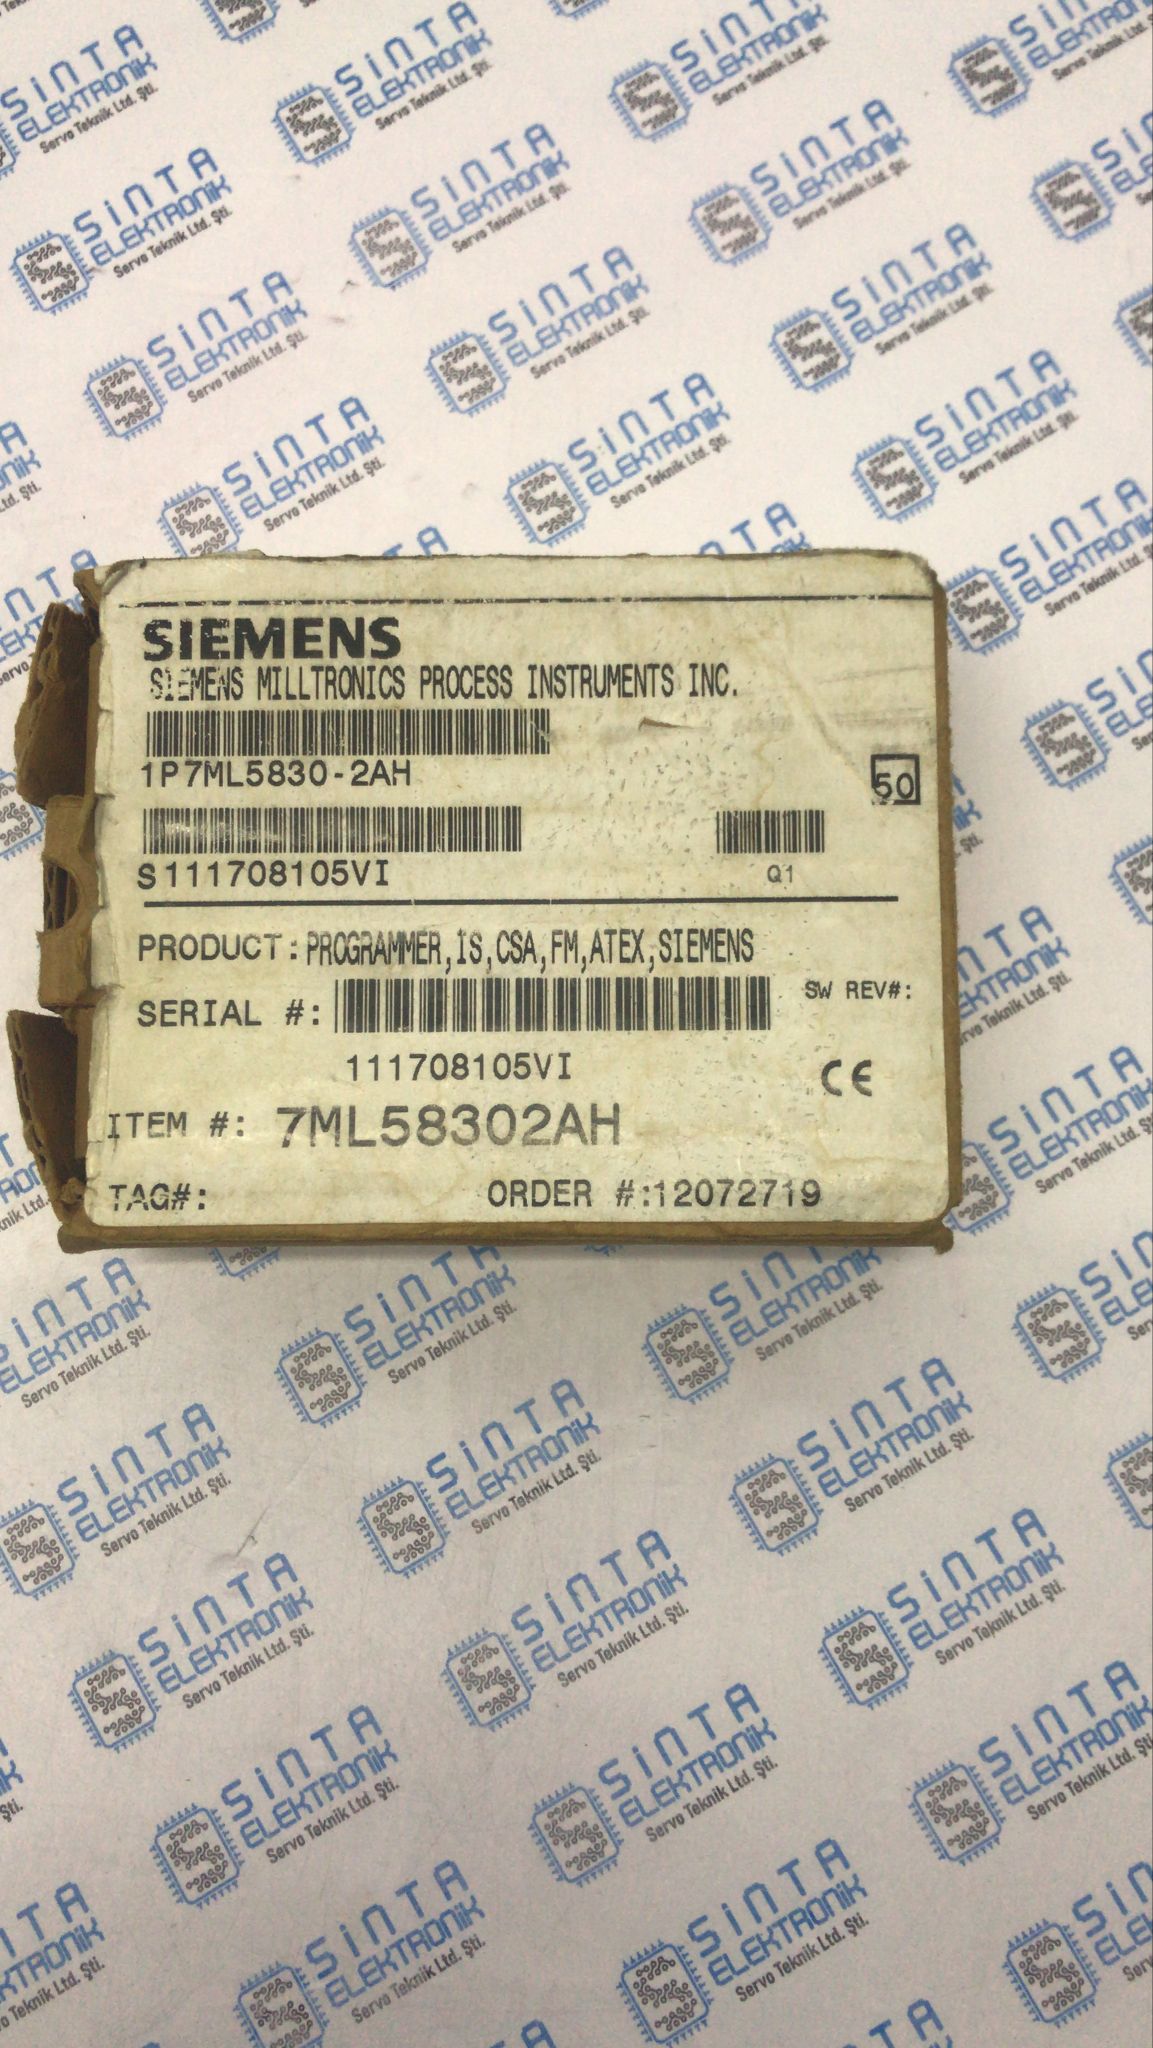 SIEMENS
SIEMENS MILLTRONICS PROCESS INSTRUMENTS INC.
1P7ML5830-2AH
50
S111708105VI
Q1
PRODUCT: PROGRAMMER,IS,CSA,FM,ATEX,SIEMENS
SERIAL #:
SW REV#:
111708105VI
CE
ITEM #: 7ML58302AH
TAG#:
ORDER #:12072719
SiNTA
ELEKTRONiK
Servo Teknik Ltd. Şti.